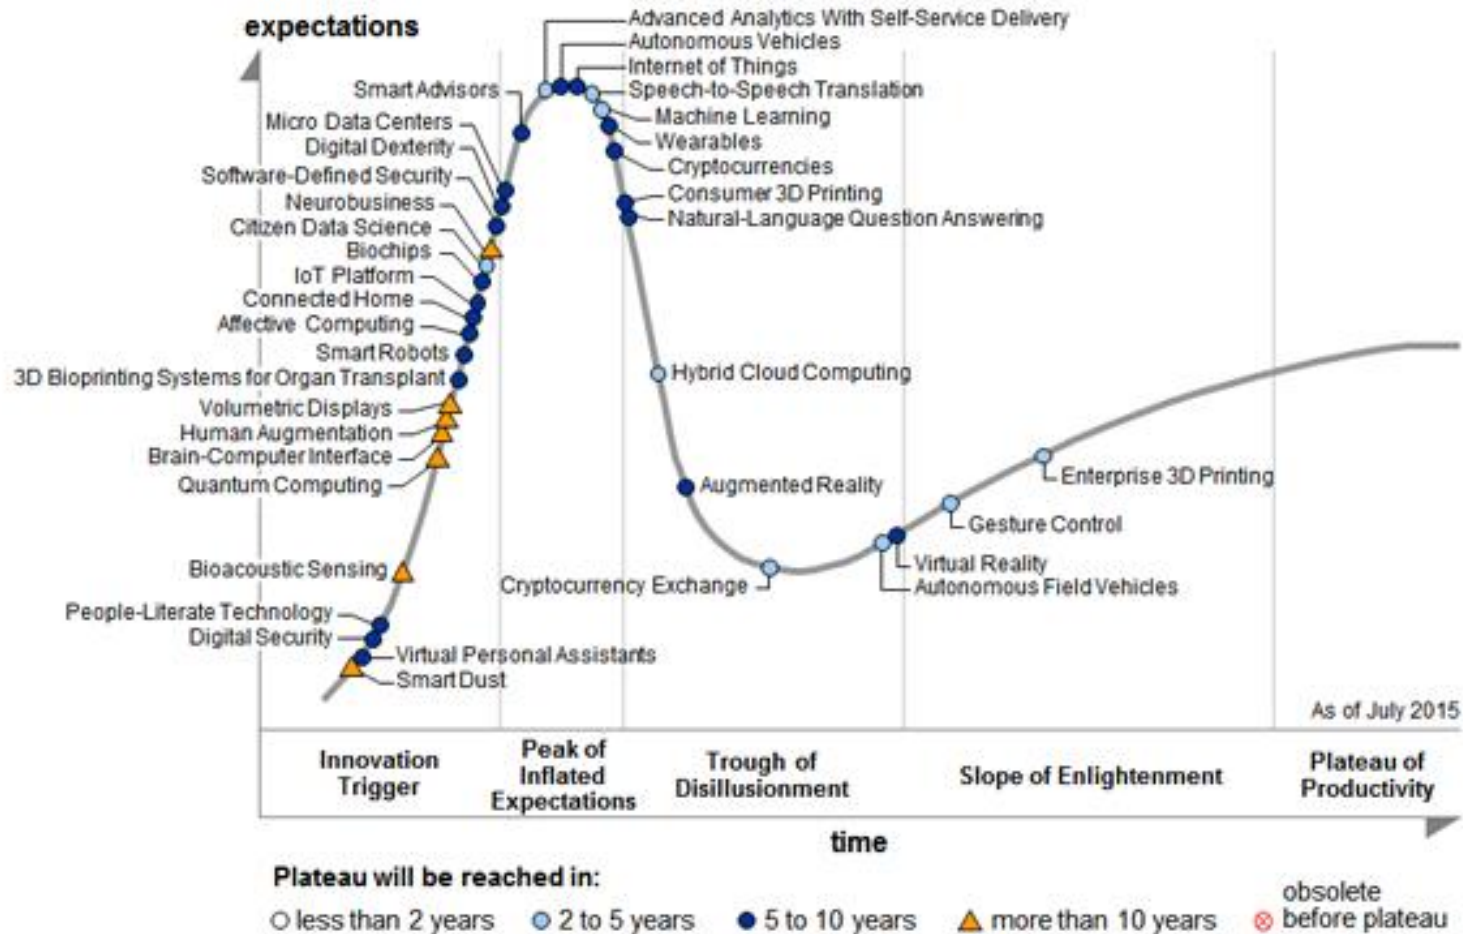 expectations
Advanced Analytics With Self-Service Delivery
Autonomous Vehicles
Internet of Things
Speech-to-Speech Translation
Machine Learning
Wearables
Cryptocurrencies
Consumer 3D Printing
Natural-Language Question Answering
Smart Advisors
Micro Data Centers
Digital Dexterity
Software-Defined Security
Neurobusiness
Citizen Data Science
Biochips
IoT Platform
Connected Home
Affective Computing
Smart Robots
3D Bioprinting Systems for Organ Transplant
Volumetric Displays
Human Augmentation
Brain-Computer Interface
Quantum Computing
Bioacoustic Sensing
People-Literate Technology
Digital Security
Virtual Personal Assistants
Smart Dust
Hybrid Cloud Computing
Augmented Reality
Cryptocurrency Exchange
Enterprise 3D Printing
Gesture Control
Virtual Reality
Autonomous Field Vehicles
As of July 2015
Innovation
Trigger
Peak of
Inflated
Expectations
Trough of
Disillusionment
Slope of Enlightenment
Plateau of
Productivity
time
Plateau will be reached in:
less than 2 years
2 to 5 years
5 to 10 years
more than 10 years
obsolete
before plateau